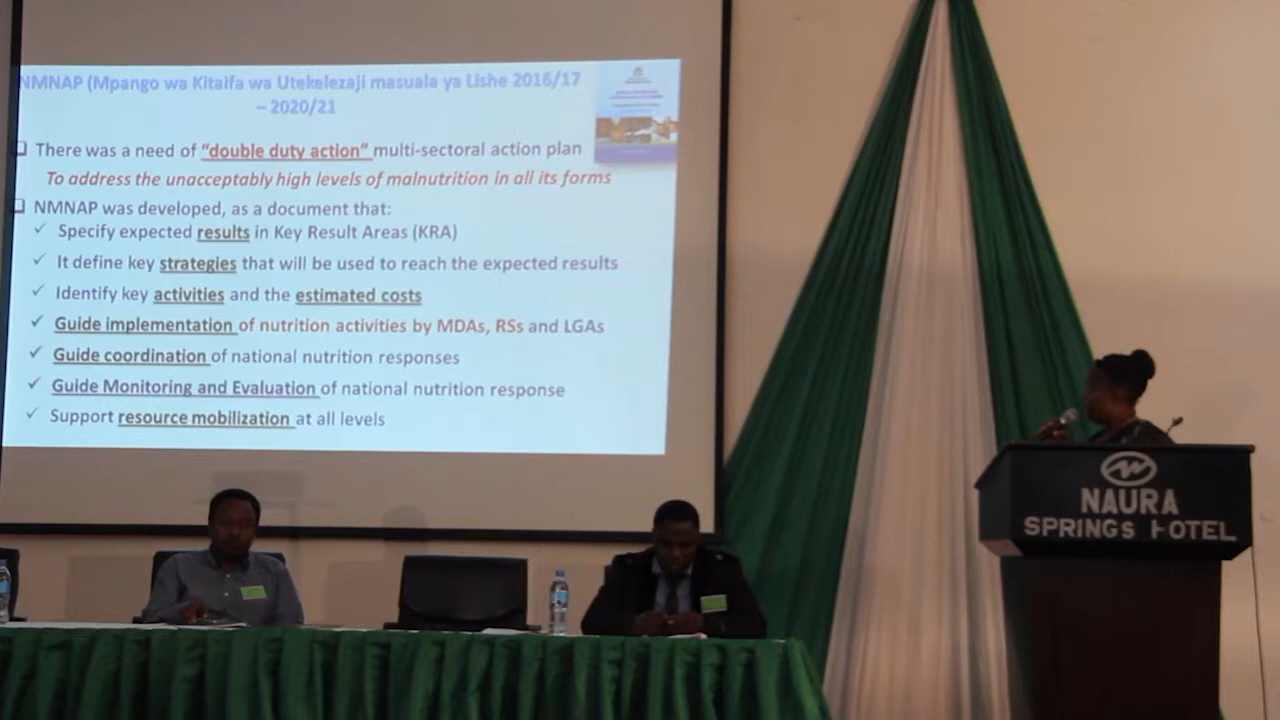 NMNAP (Mpango wa Kitaifa wa Utekelezaji masuala ya Lishe 2016/17
– 2020/21
There was a need of “double duty action” multi-sectoral action plan
To address the unacceptably high levels of malnutrition in all its forms
NMNAP was developed, as a document that:
Specify expected results in Key Result Areas (KRA)
It define key strategies that will be used to reach the expected results
Identify key activities and the estimated costs
Guide implementation of nutrition activities by MDAs, RSs and LGAs
Guide coordination of national nutrition responses
Guide Monitoring and Evaluation of national nutrition response
Support resource mobilization at all levels
NAURA
SPRINGS HOTEL